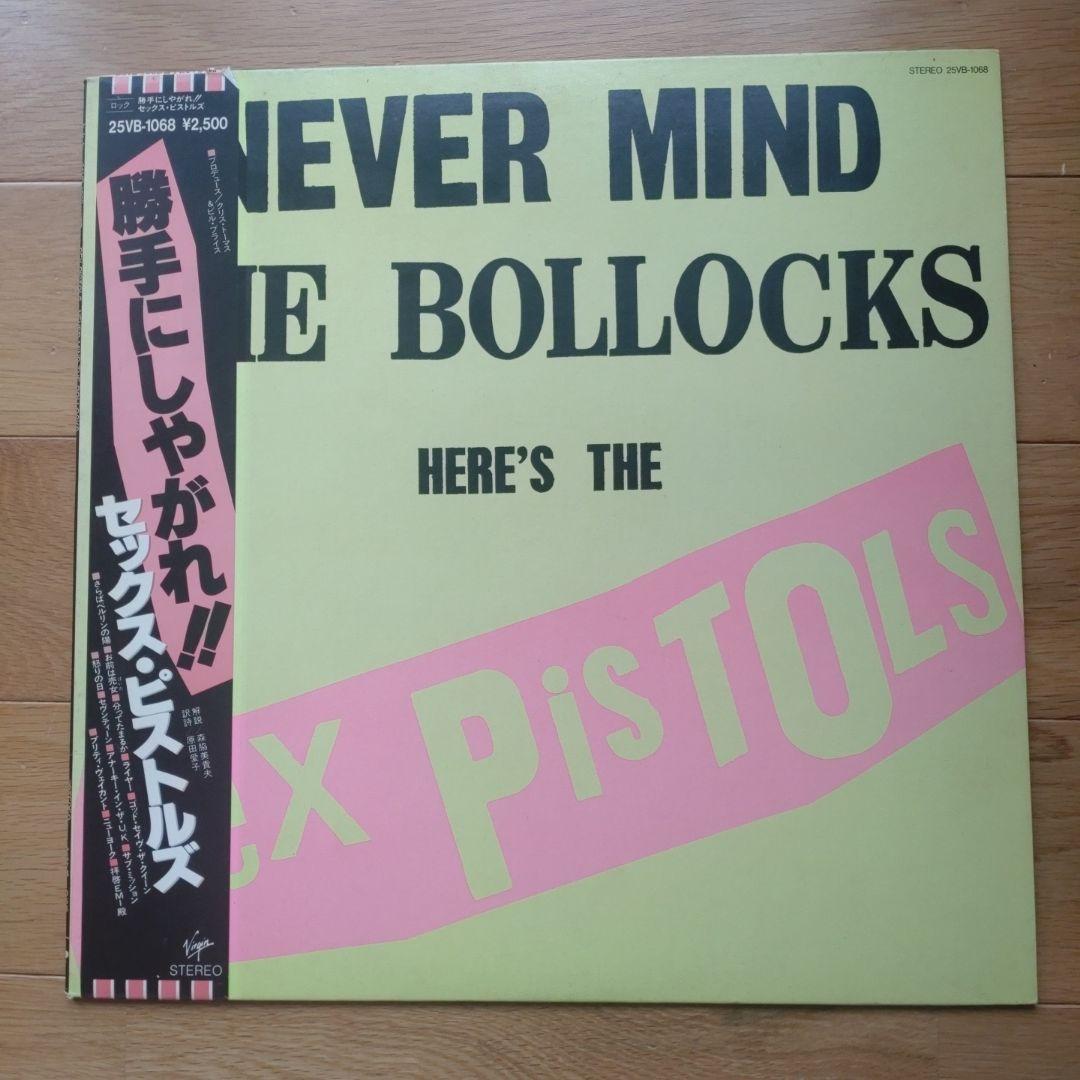 STEREO 25VB-1068
NEVER MIND
HE BOLLOCKS
HERE'S THE
eX PiSTOLS
ロック
勝手にしやがれ!!
セックス・ピストルズ
25VB-1068 ¥2,500
■プロデュース/クリス・トーマス
&ビル・プライス
勝手にしやがれ!!
セックス・ピストルズ
解説 森脇美貴夫
訳詩 原田愛子
■さらばベルリンの陽■お前は売女■分ってたまるか■ライヤー■ゴッド・セイヴ・ザ・クイーン
■怒りの日■セヴンティーン■アナーキー・イン・ザ・U.K.■サブ・ミッション
■プリティ・ヴェイカント■ニューヨーク■拝啓EMI殿
Virgin
STEREO